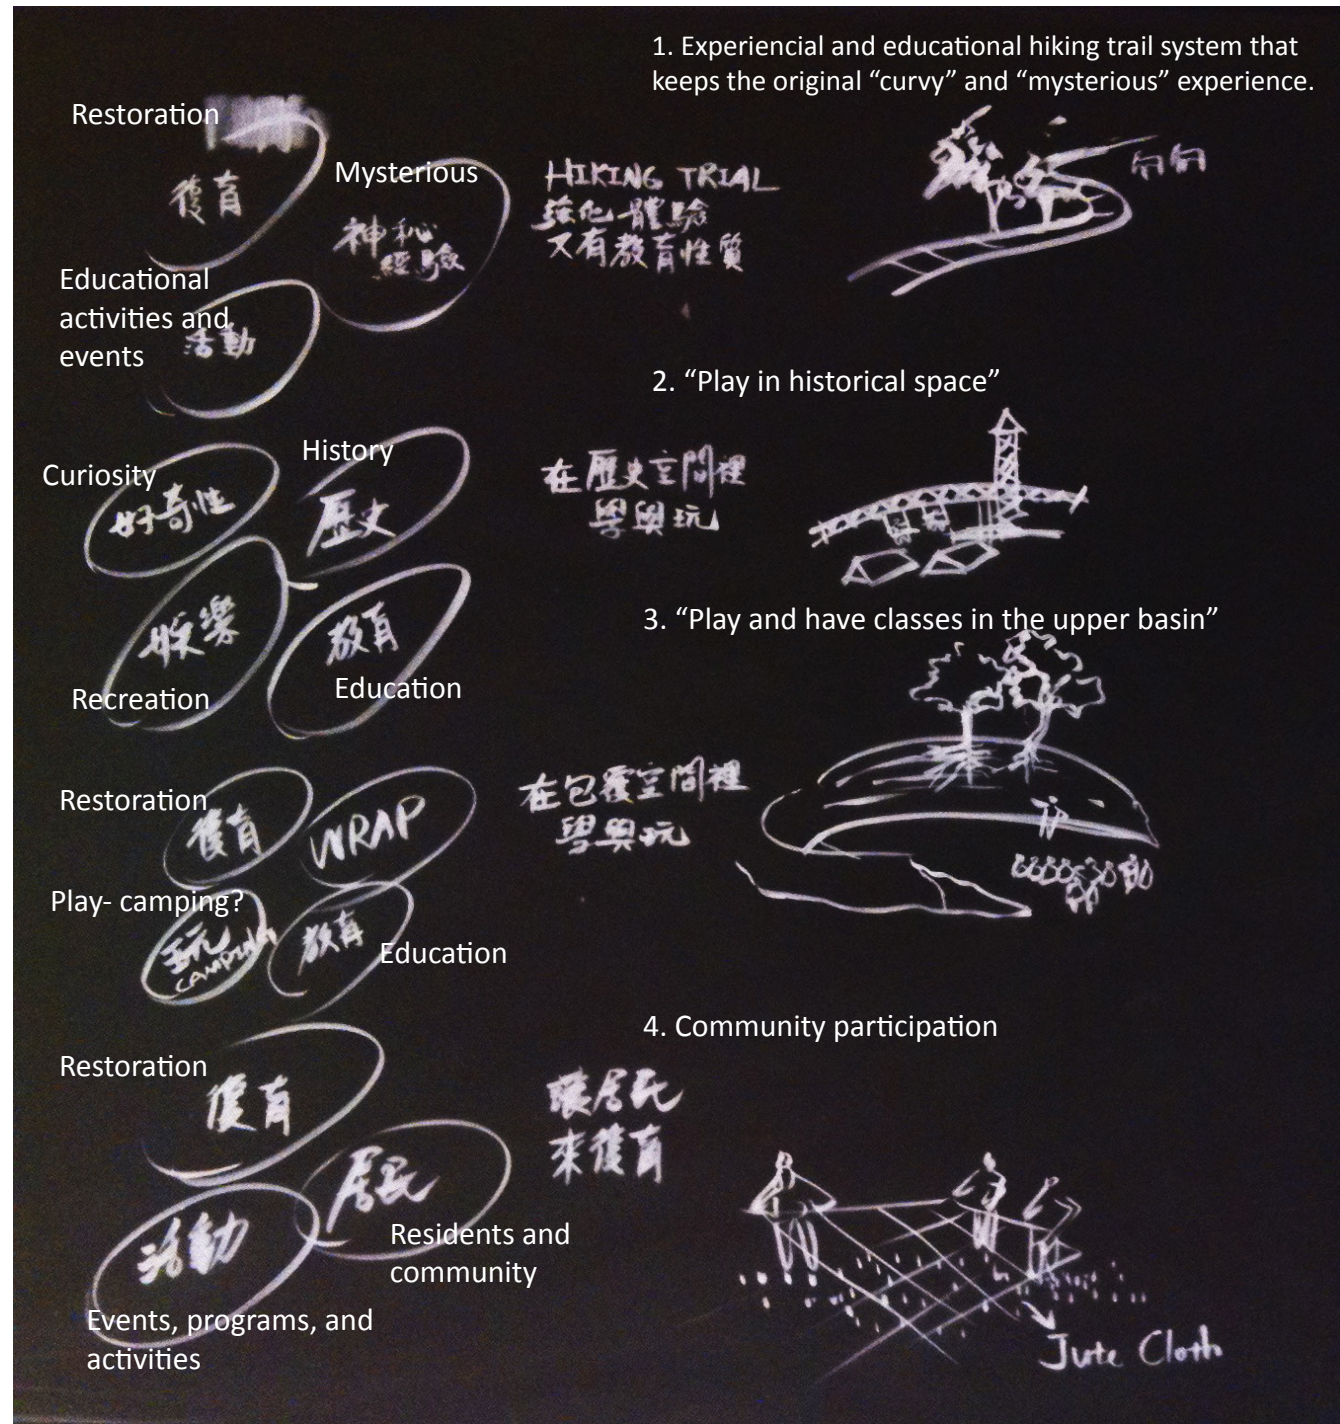 1. Experiencial and educational hiking trail system that
keeps the original “curvy” and “mysterious” experience.
Restoration
復育
Mysterious
神秘
經驗
Educational
activities and
events
活動
HIKING TRIAL
強化體驗
又有教育性質
2. “Play in historical space”
Curiosity
好奇性
History
歷史
Recreation
娛樂
Education
教育
在歷史空間裡
學與玩
3. “Play and have classes in the upper basin”
Restoration
復育
WRAP
Play- camping?
玩
CAMPING
教育
Education
在包覆空間裡
學與玩
4. Community participation
Restoration
復育
居民
Residents and
community
活動
Events, programs, and
activities
讓居民
來復育
Jute Cloth